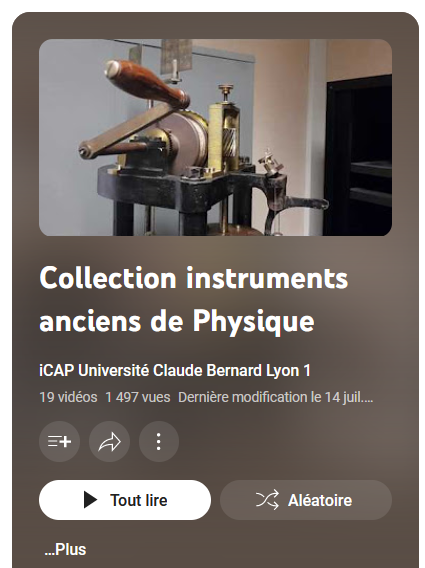 Collection instruments
anciens de Physique
iCAP Université Claude Bernard Lyon 1
19 vidéos 1 497 vues Dernière modification le 14 juil.…
Tout lire
Aléatoire
...Plus